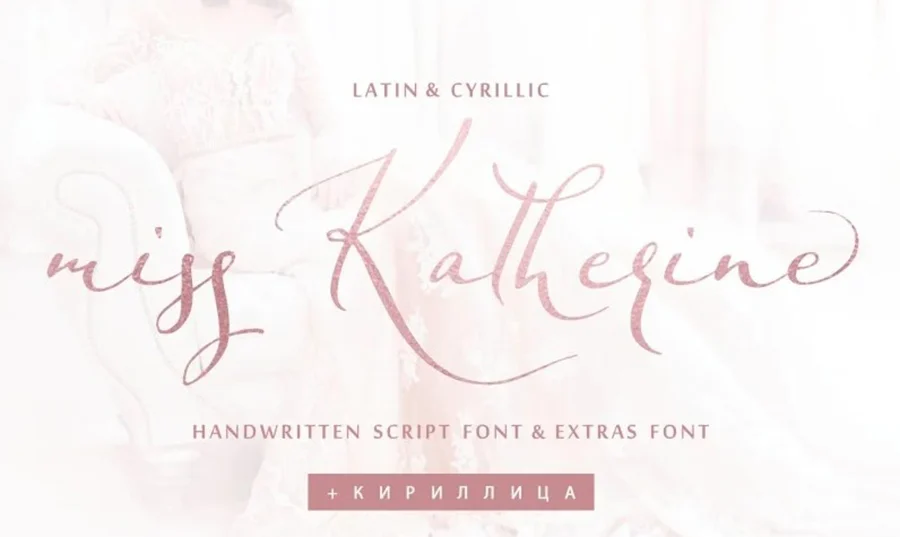 LATIN & CYRILLIC
miss Katherine
HANDWRITTEN SCRIPT FONT & EXTRAS FONT
+КИРИЛЛИЦА